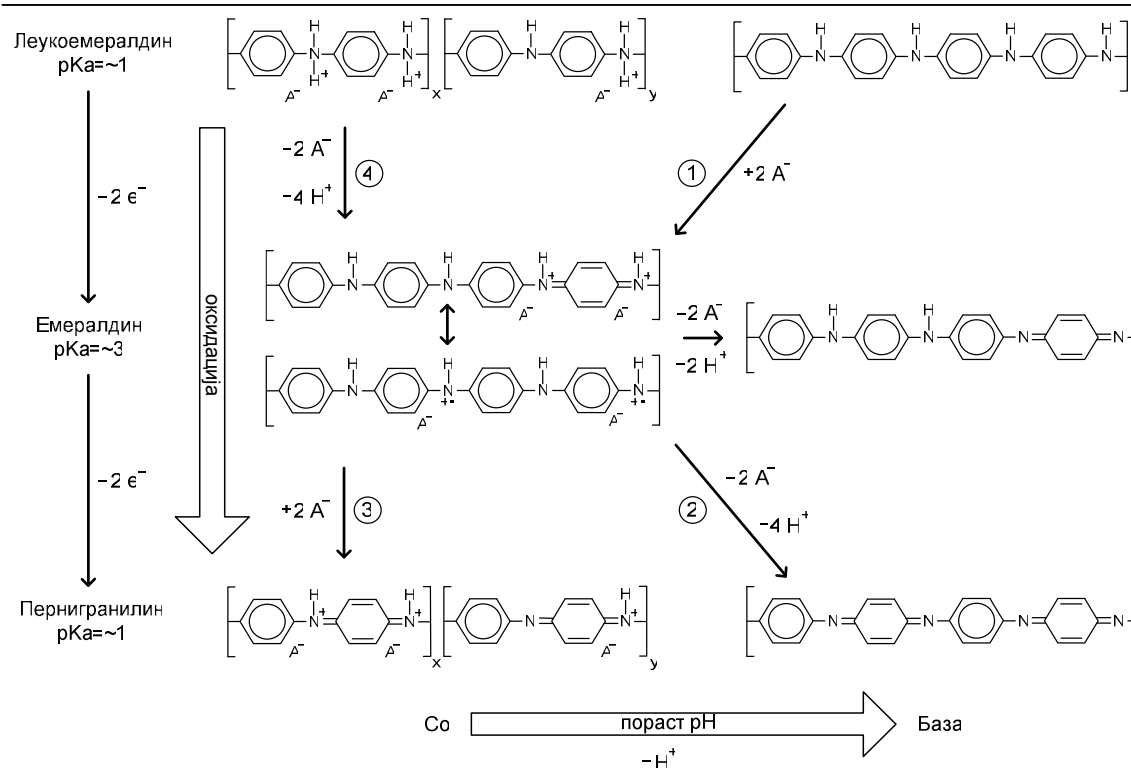 Леукоемералдин
pKa=~1
H
H
N
N
H+
H+
A−
A−
x
H
H
N
N
H+
A−
y
H
H
H
H
N
N
N
N
−2 e−
−2 A−
−4 H+
4
1
+2 A−
оксидација
H
H
H
H
N
N
N+
N+
A−
A−
Емералдин
pKa=~3
−2 A−
−2 H+
H
H
N
N
N
N
H
H
H
H
N
N
N
N
+•
+•
A−
A−
−2 e−
+2 A−
3
2
−2 A−
−4 H+
Пернигранилин
pKa=~1
H
H
N+
N+
A−
A−
x
H
N
N+
A−
y
N
N
N
N
Со
пораст pH
База
−H+